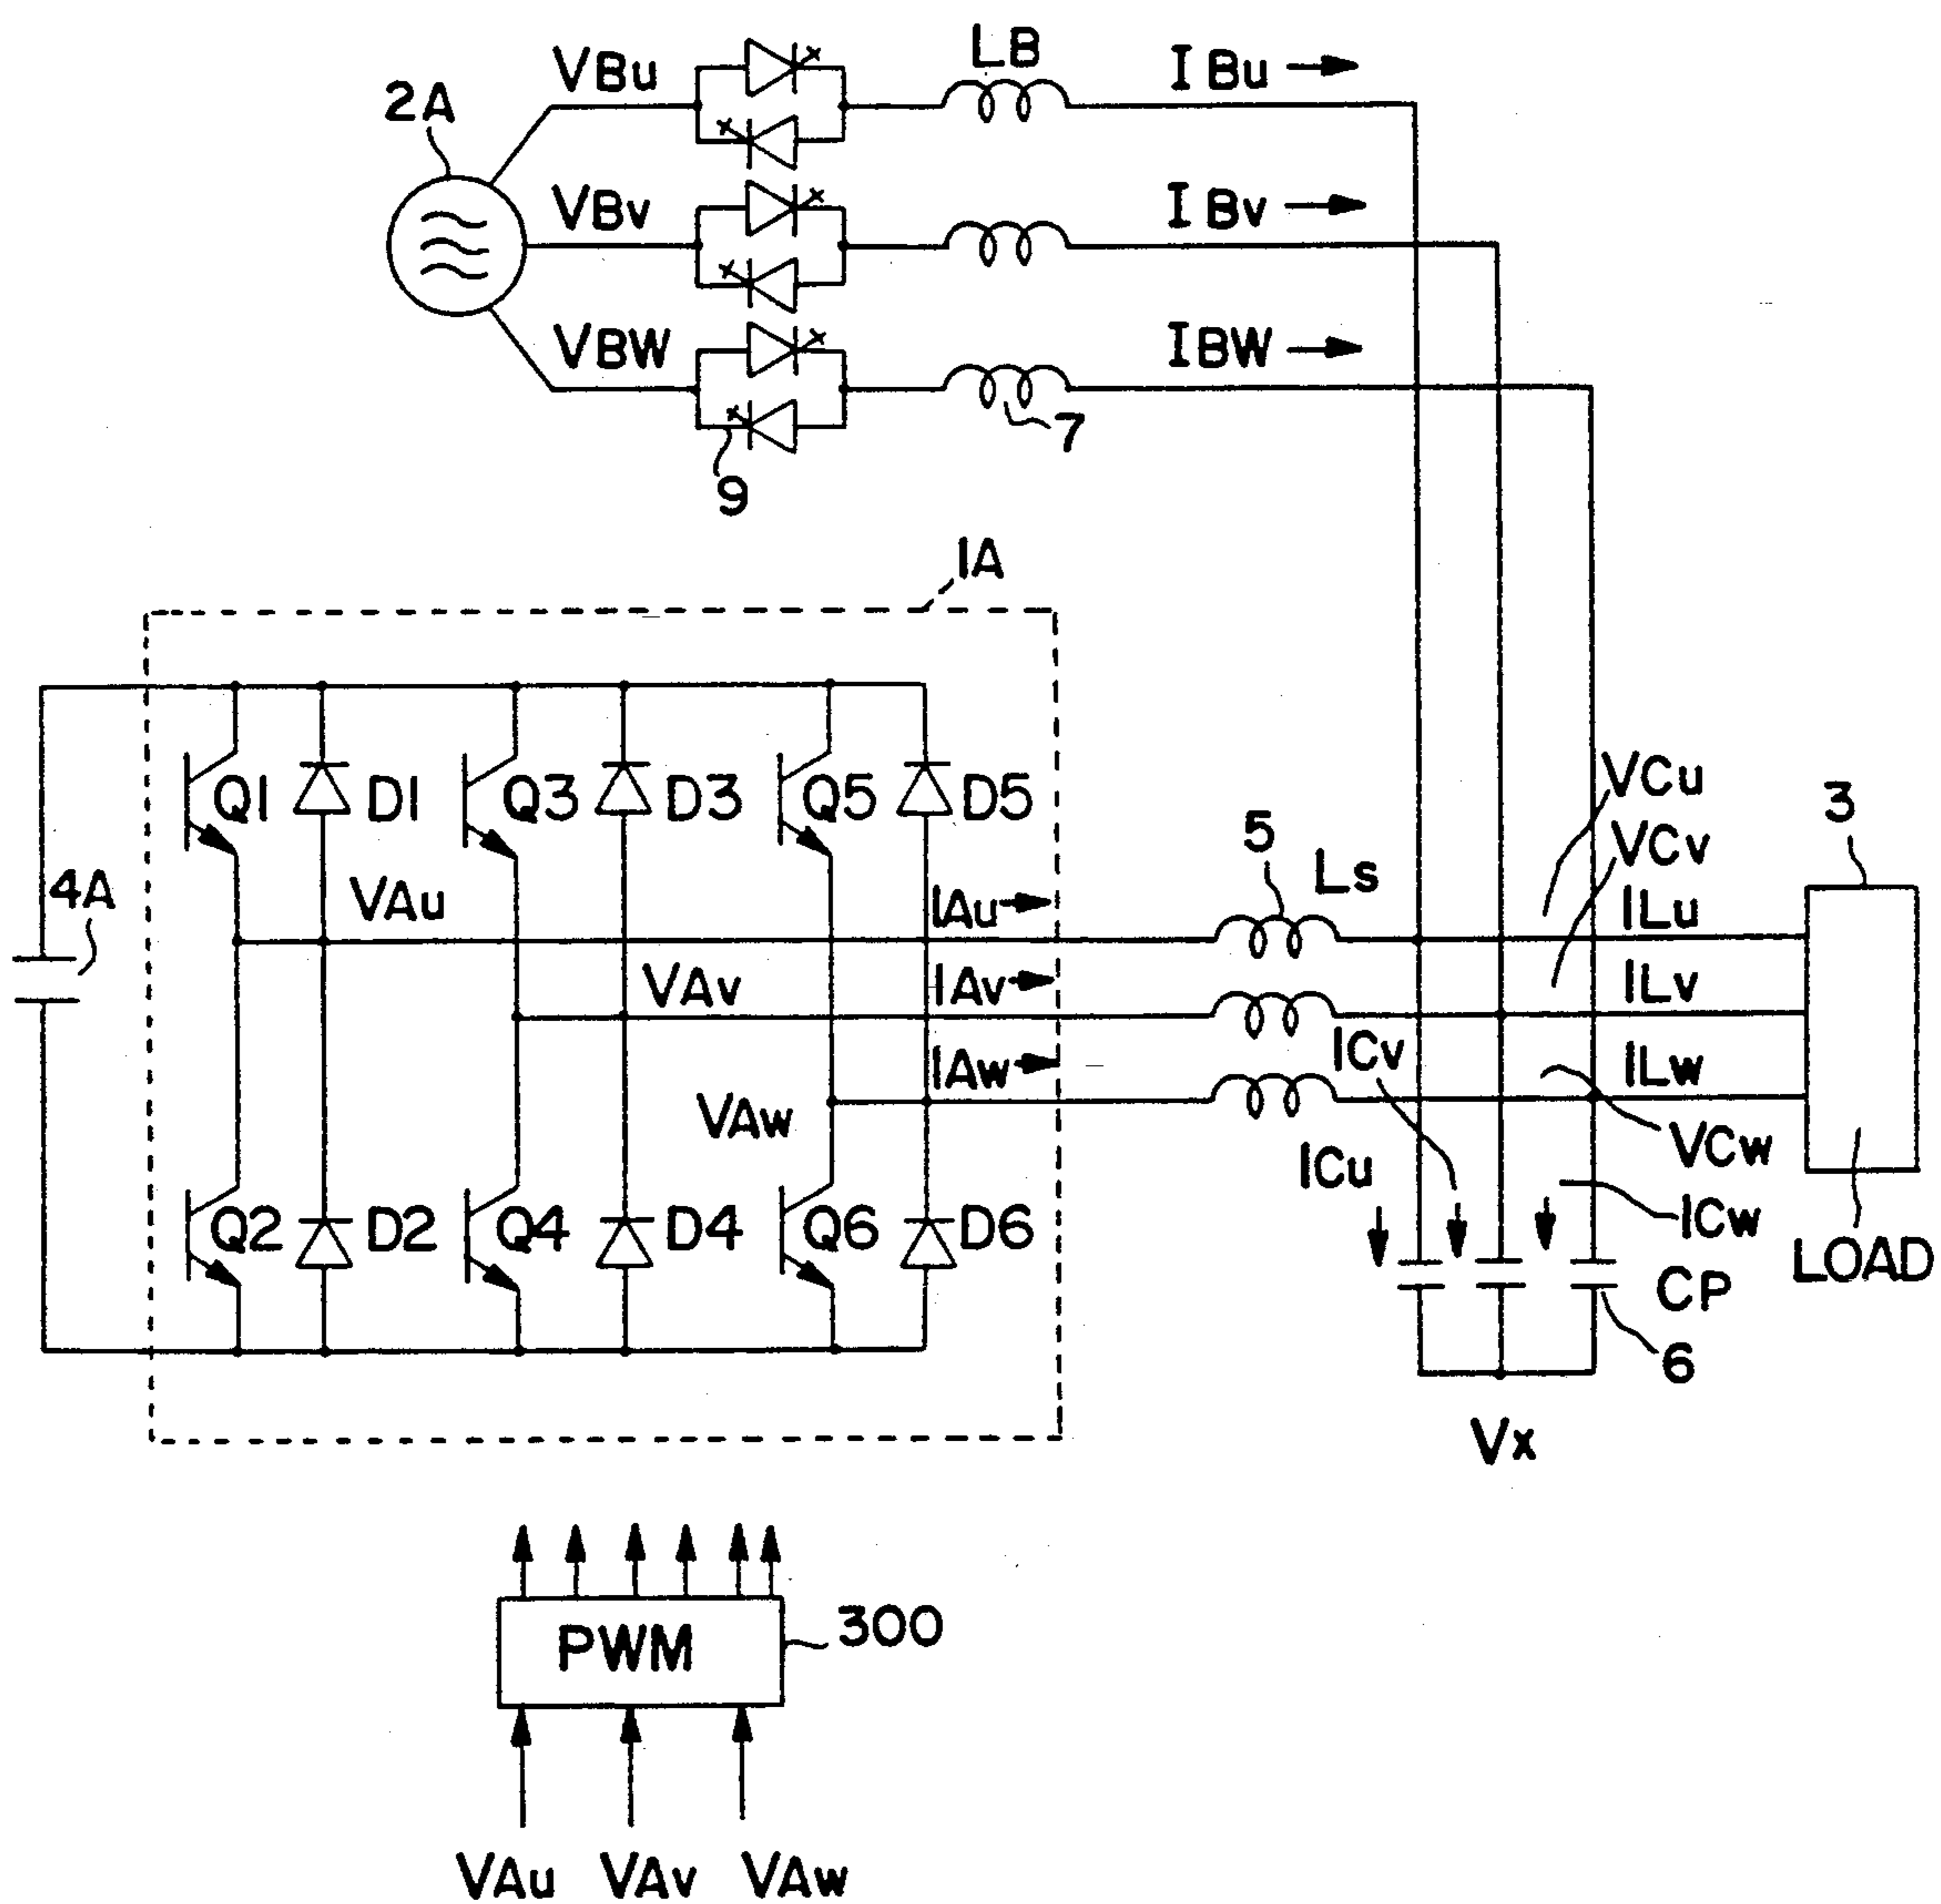 LB
VBu
IBu
2A
VBv
IBv
VBW
IBW
7
9
1A
VCu
Q1
D1
Q3
D3
Q5
D5
3
5
VCv
4A
VAu
IAu
Ls
ILu
VAv
IAv
ILv
ICv
IAw
ILw
VAw
VCw
ICu
ICw
Q2
D2
Q4
D4
Q6
D6
LOAD
CP
6
Vx
PWM
300
VAu
VAv
VAw